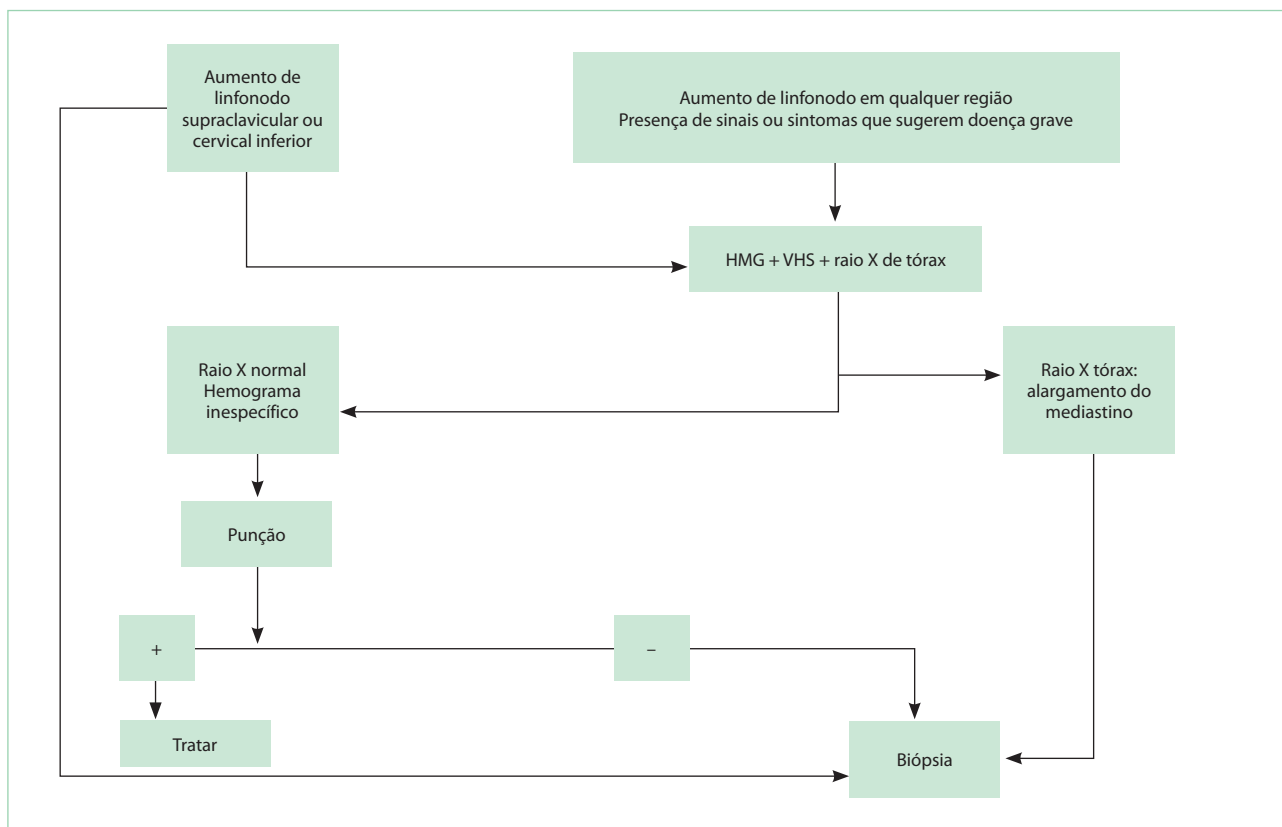 Aumento de
linfonodo
supraclavicular ou
cervical inferior
Aumento de linfonodo em qualquer região
Presença de sinais ou sintomas que sugerem doença grave
HMG + VHS + raio X de tórax
Raio X normal
Hemograma
inespecífico
Raio X tórax:
alargamento do
mediastino
Punção
+
–
Tratar
Biópsia